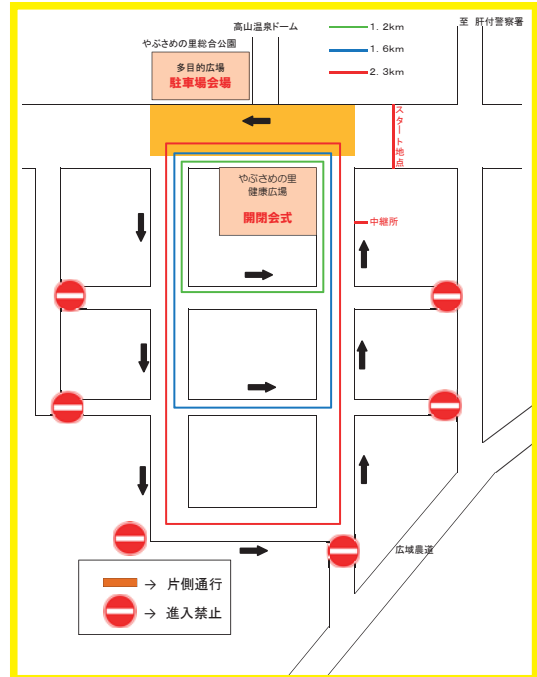 高山温泉ドーム
1. 2km
至 肝付警察署
やぶさめの里総合公園
1. 6km
多目的広場
駐車場会場
2. 3km
スタート地点
やぶさめの里
健康広場
開閉会式
中継所
広域農道
→ 片側通行
→ 進入禁止